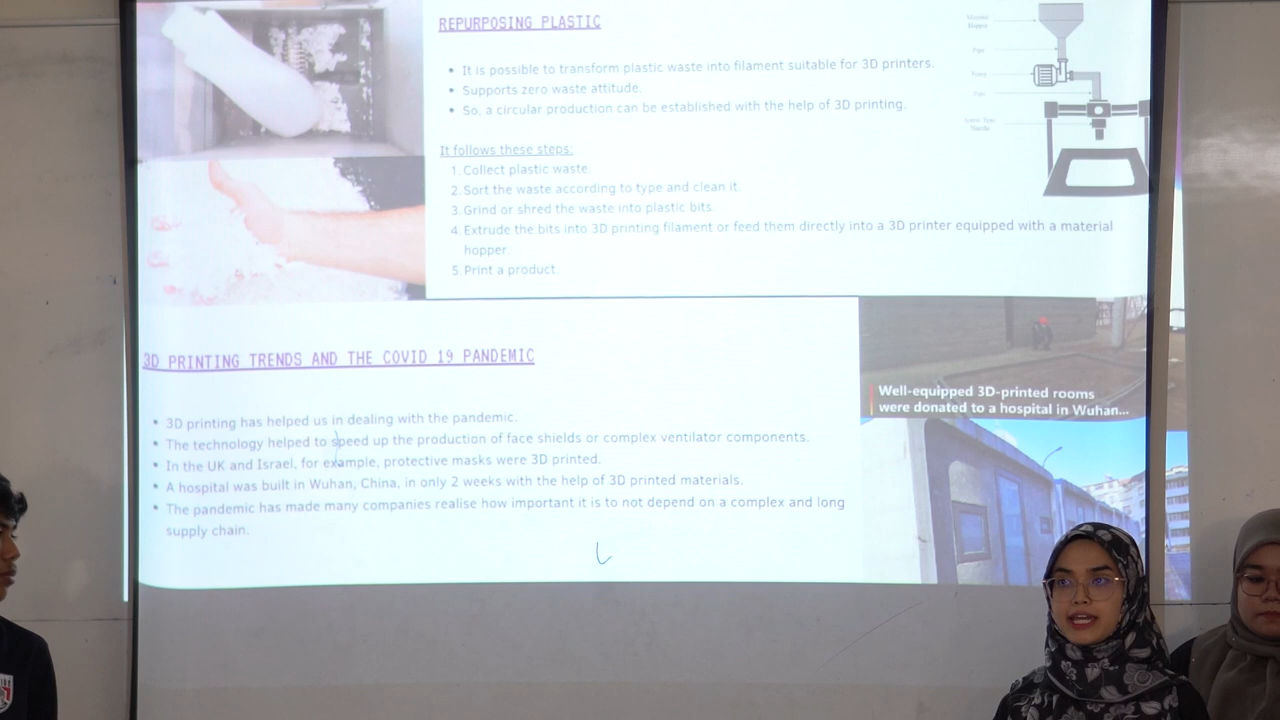 REPURPOSING PLASTIC
• It is possible to transform plastic waste into filament suitable for 3D printers.
• Supports zero waste attitude.
• So, a circular production can be established with the help of 3D printing.
It follows these steps:
1. Collect plastic waste.
2. Sort the waste according to type and clean it.
3. Grind or shred the waste into plastic bits.
4. Extrude the bits into 3D printing filament or feed them directly into a 3D printer equipped with a material
hopper.
5. Print a product.
Material
Hopper
Pipe
Pipe
3D PRINTING TRENDS AND THE COVID 19 PANDEMIC
• 3D printing has helped us in dealing with the pandemic.
• The technology helped to speed up the production of face shields or complex ventilator components.
• In the UK and Israel, for example, protective masks were 3D printed.
• A hospital was built in Wuhan, China, in only 2 weeks with the help of 3D printed materials.
• The pandemic has made many companies realise how important it is to not depend on a complex and long
supply chain.
Well-equipped 3D-printed rooms
were donated to a hospital in Wuhan...